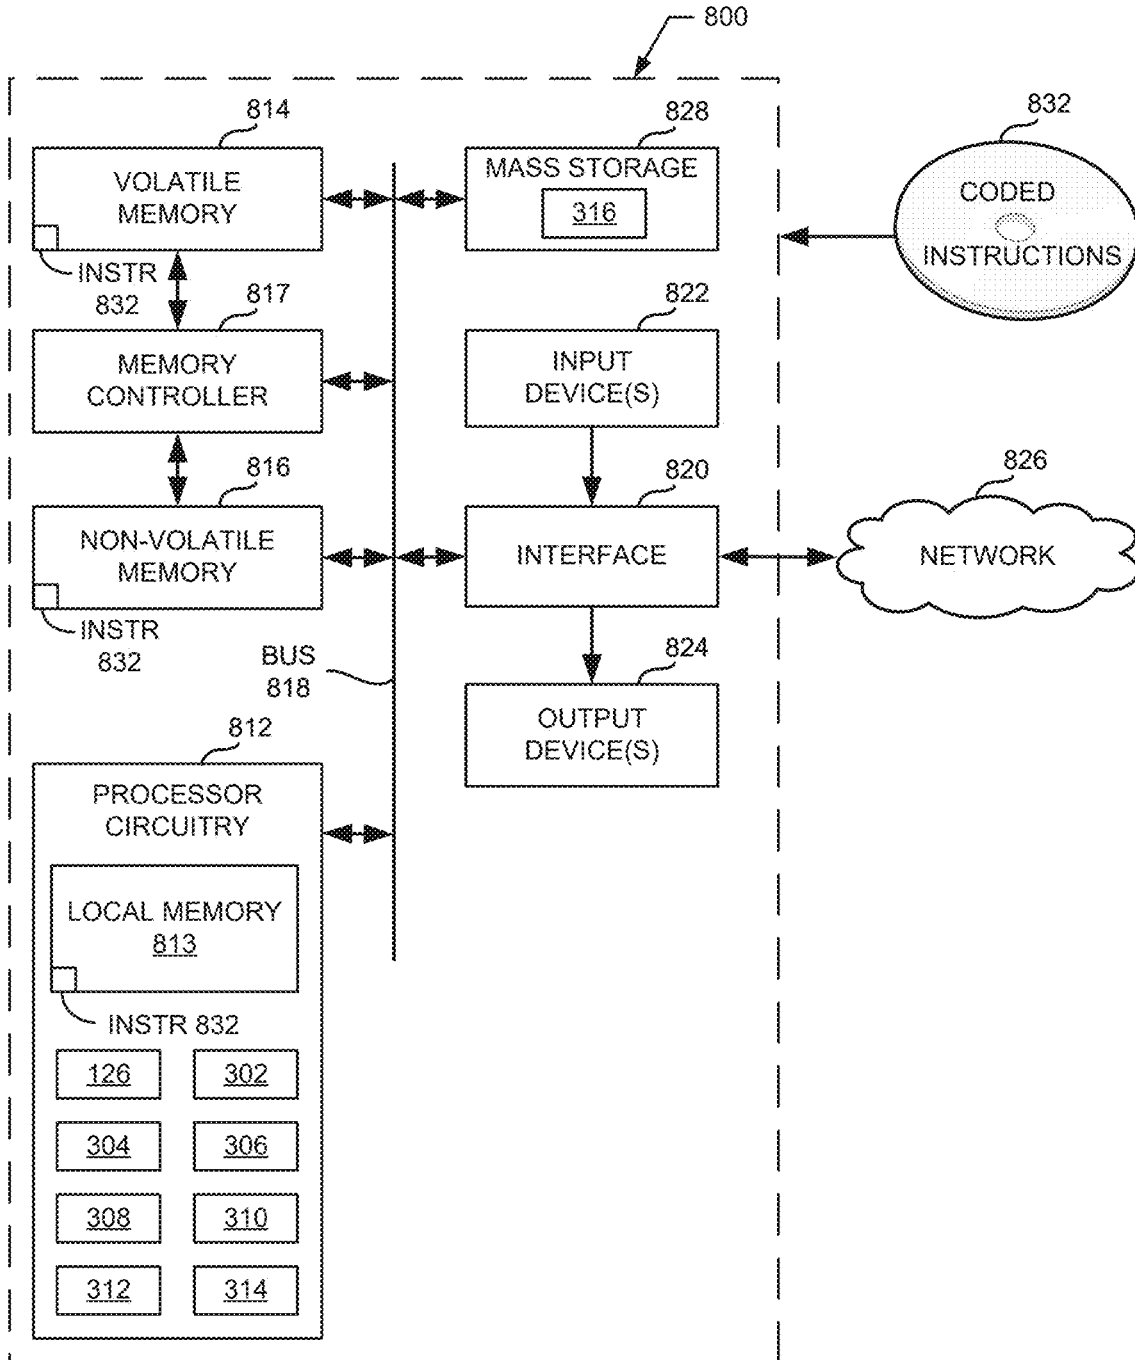 800
814
VOLATILE
MEMORY
INSTR
832
817
MEMORY
CONTROLLER
816
NON-VOLATILE
MEMORY
INSTR
832
BUS
818
812
PROCESSOR
CIRCUITRY
LOCAL MEMORY
813
INSTR 832
126
302
304
306
308
310
312
314
828
MASS STORAGE
316
822
INPUT
DEVICE(S)
820
INTERFACE
824
OUTPUT
DEVICE(S)
832
CODED
INSTRUCTIONS
826
NETWORK